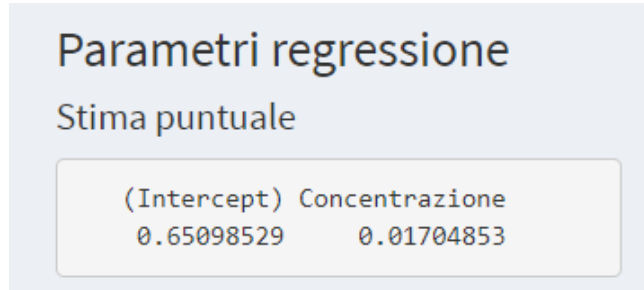 Parametri regressione
Stima puntuale
(Intercept) Concentrazione
0.65098529 0.01704853